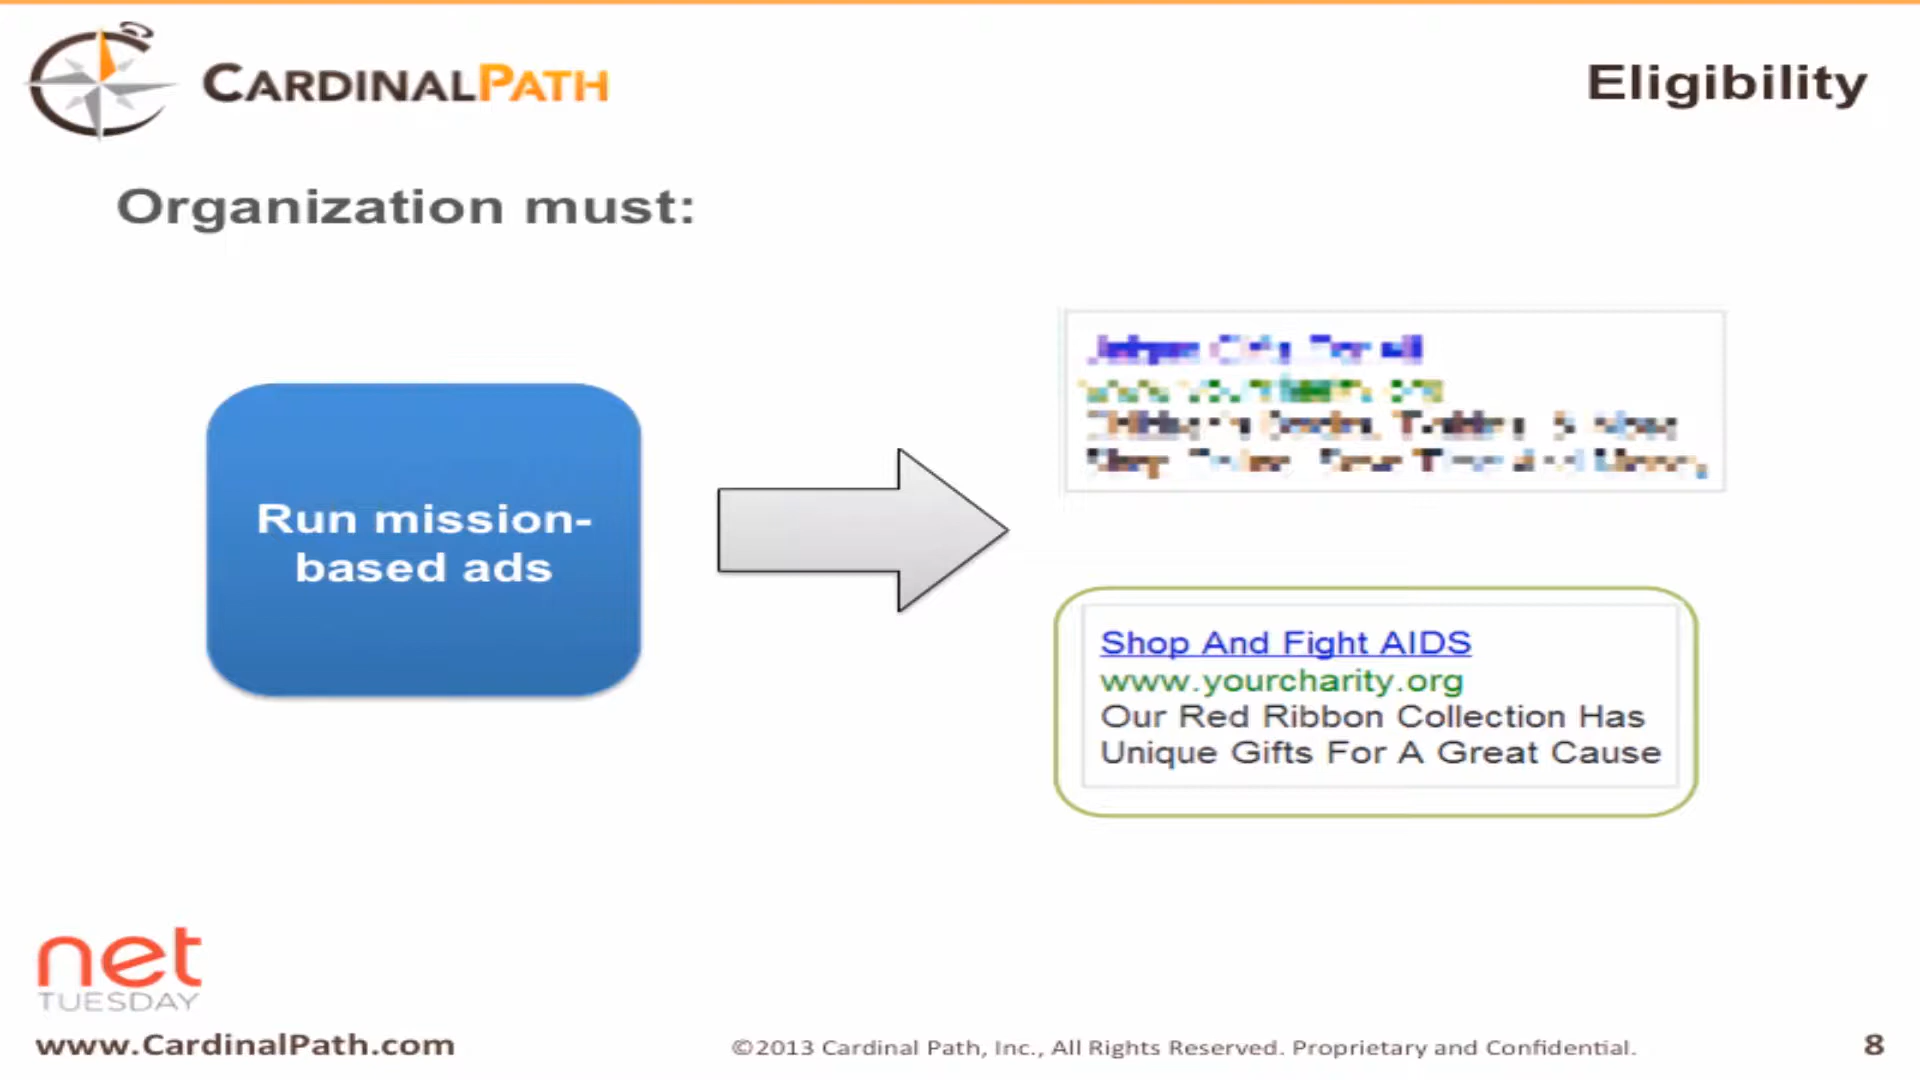 CARDINALPATH
Eligibility
Organization must:
Run mission-
based ads
Shop And Fight AIDS
www.yourcharity.org
Our Red Ribbon Collection Has
Unique Gifts For A Great Cause
net
TUESDAY
www.CardinalPath.com
©2013 Cardinal Path, Inc., All Rights Reserved. Proprietary and Confidential.
8